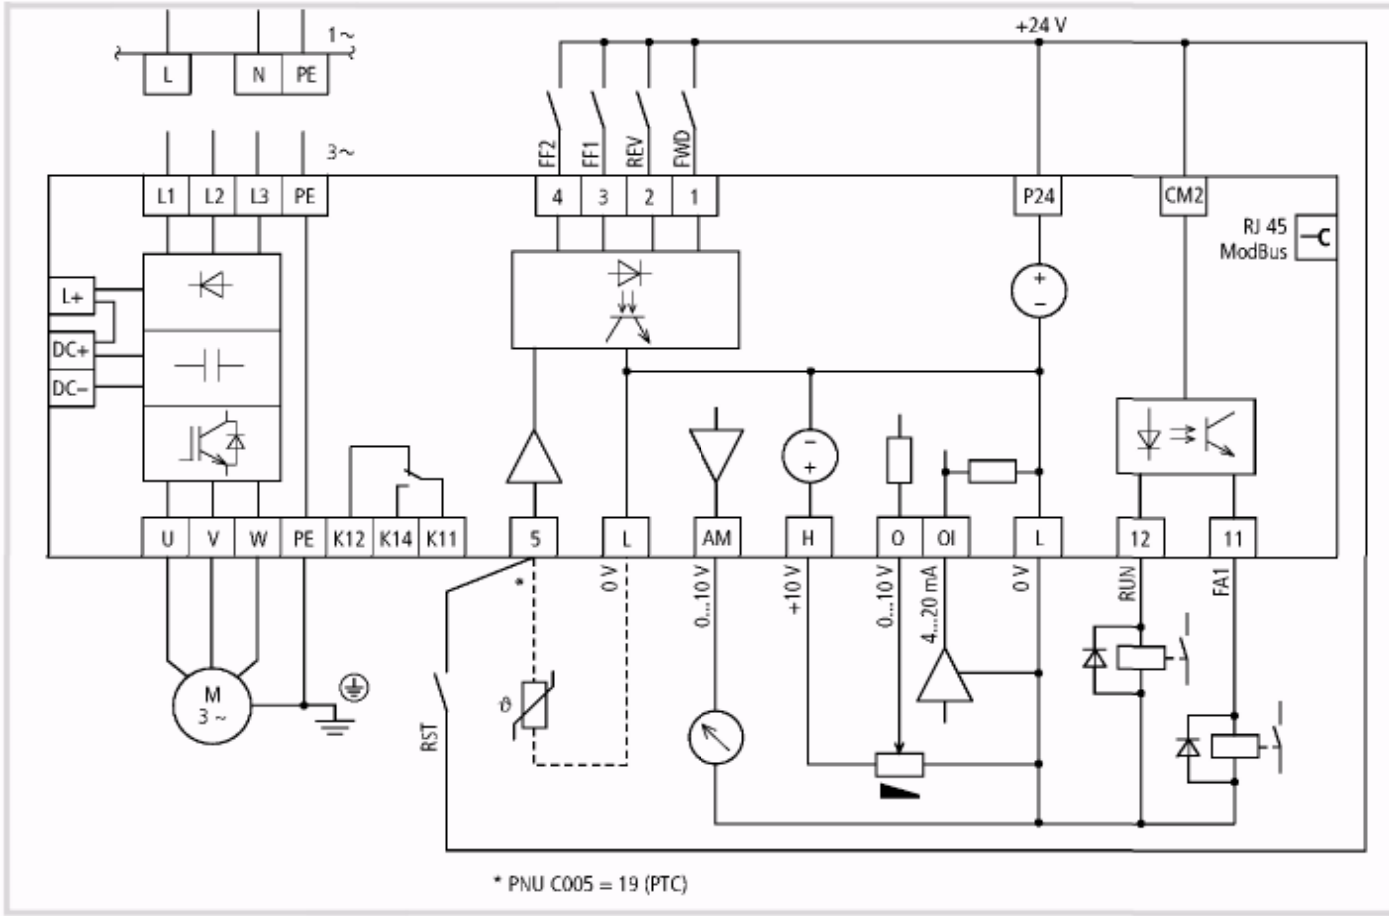 +24 V
1~
L N PE
3~
FF2 FF1 REV FWD
L1 L2 L3 PE 4 3 2 1 P24 CM2
RJ 45
ModBus
L+
DC+
DC−
+
−
−
+
U V W PE K12 K14 K11 5 L AM H O OI L 12 11
*
0 V
0...10 V
+10 V
0...10 V
4...20 mA
0 V
RUN
FA1
M
3 ~
ϑ
RST
* PNU C005 = 19 (PTC)